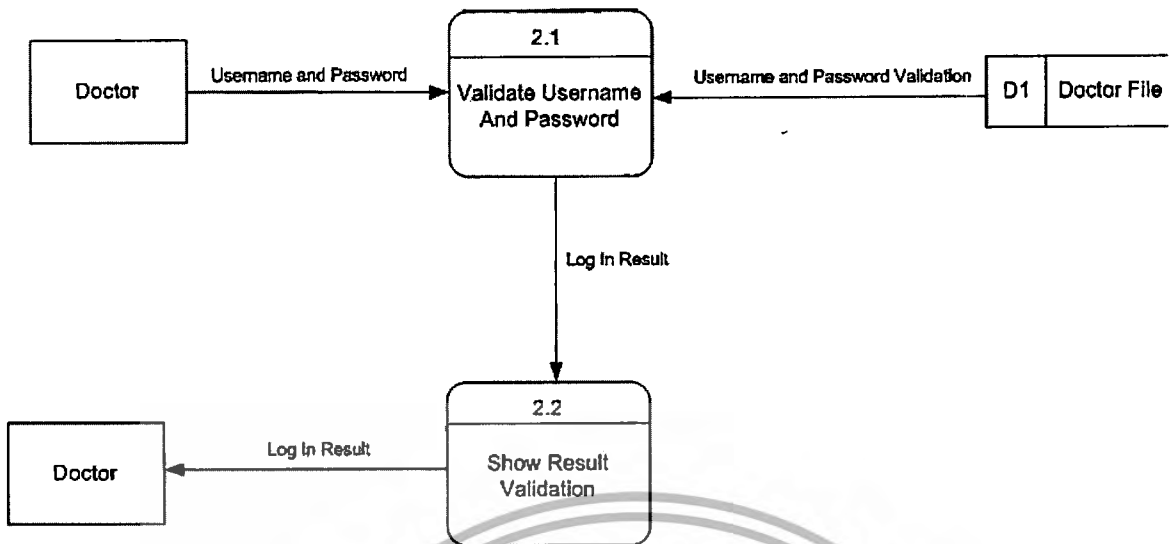 2.1
Doctor
Username and Password
Validate Username
And Password
Username and Password Validation
D1
Doctor File
Log In Result
2.2
Doctor
Log In Result
Show Result
Validation